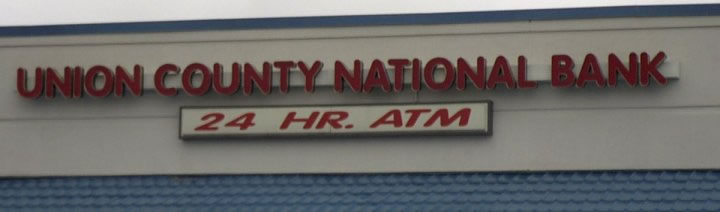 UNION COUNTY NATIONAL BANK
24 HR. ATM